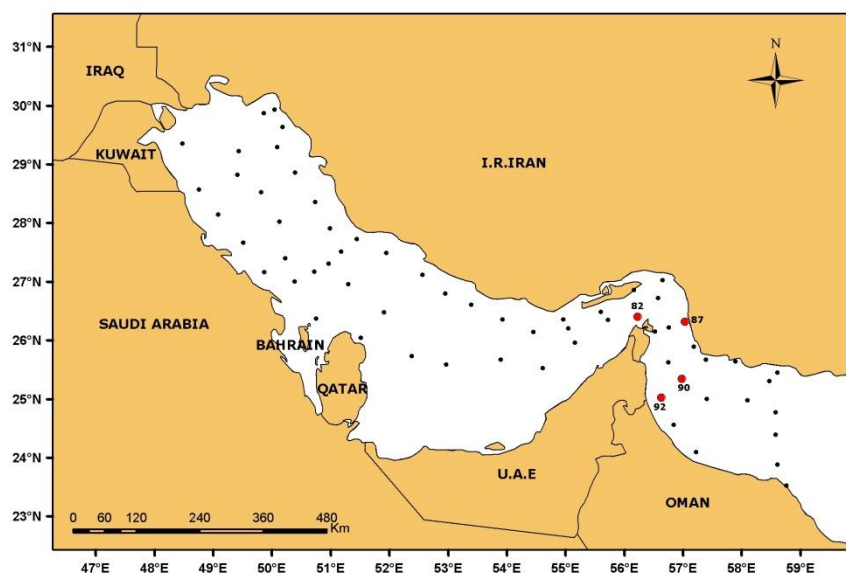 31°N
30°N
29°N
28°N
27°N
26°N
25°N
24°N
23°N
N
IRAQ
KUWAIT
I.R.IRAN
SAUDI ARABIA
BAHRAIN
QATAR
82
87
90
92
U.A.E
OMAN
0 60 120 240 360 480
Km
47°E 48°E 49°E 50°E 51°E 52°E 53°E 54°E 55°E 56°E 57°E 58°E 59°E